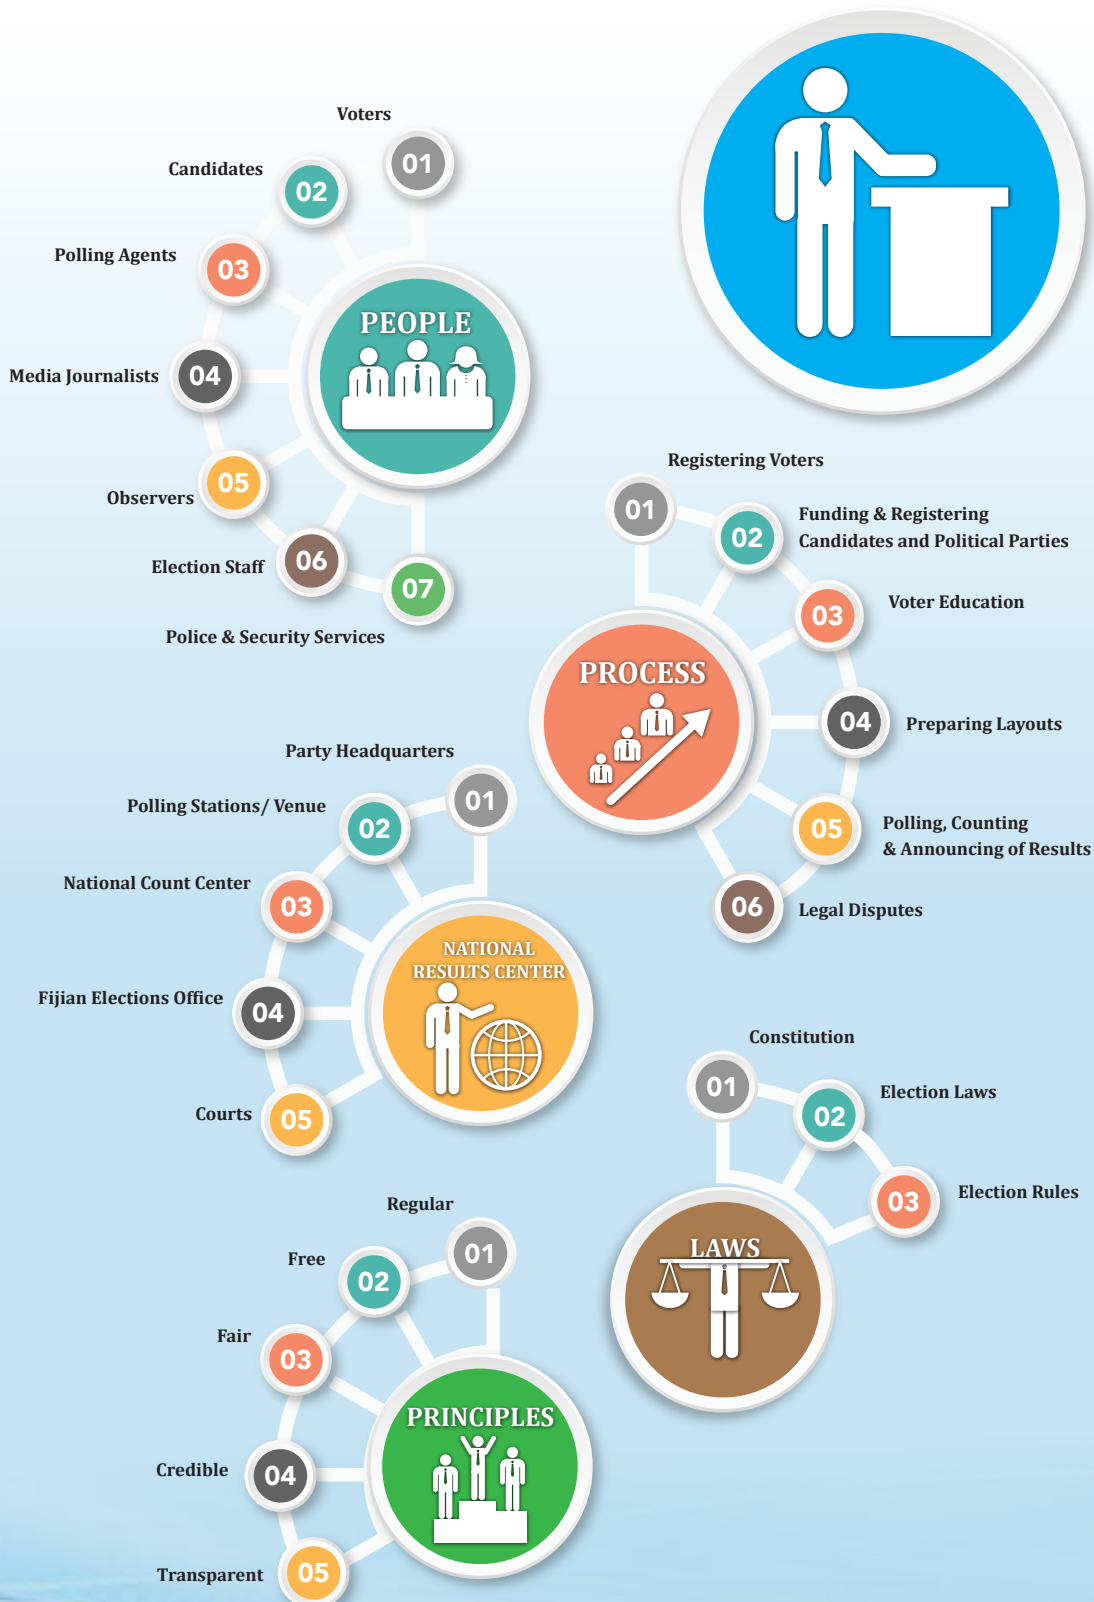 Voters
01
Candidates
02
Polling Agents
03
Media Journalists
04
Observers
05
Election Staff
06
Police & Security Services
07
PEOPLE
Registering Voters
01
Funding & Registering
Candidates and Political Parties
02
Voter Education
03
Preparing Layouts
04
Polling, Counting
& Announcing of Results
05
Legal Disputes
06
PROCESS
Party Headquarters
01
Polling Stations/ Venue
02
National Count Center
03
Fijian Elections Office
04
Courts
05
NATIONAL
RESULTS CENTER
Constitution
01
Election Laws
02
Election Rules
03
LAWS
Regular
01
Free
02
Fair
03
Credible
04
Transparent
05
PRINCIPLES